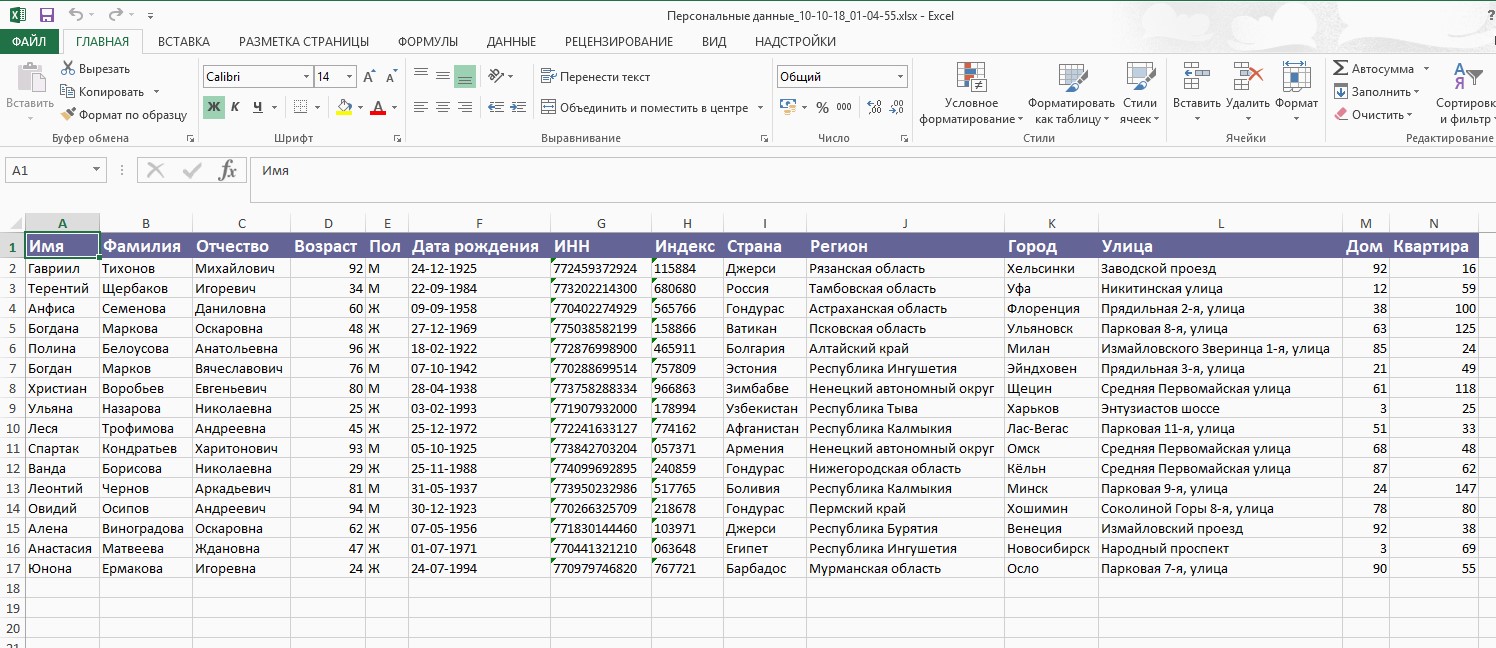 Персональные данные_10-10-18_01-04-55.xlsx - Excel
?
ФАЙЛ ГЛАВНАЯ ВСТАВКА РАЗМЕТКА СТРАНИЦЫ ФОРМУЛЫ ДАННЫЕ РЕЦЕНЗИРОВАНИЕ ВИД НАДСТРОЙКИ
Вставить
Вырезать
Копировать
Формат по образцу
Буфер обмена
Calibri 14
Ж К Ч
Шрифт
Перенести текст
Объединить и поместить в центре
Выравнивание
Общий
% 000
Число
Условное форматирование
Форматировать как таблицу
Стили ячеек
Стили
Вставить Удалить Формат
Ячейки
Автосумма
Заполнить
Очистить
Сортировк
и фильтр
Редактирование
A1 fx Имя
A B C D E F G H I J K L M N
1 Имя Фамилия Отчество Возраст Пол Дата рождения ИНН Индекс Страна Регион Город Улица Дом Квартира
2 Гавриил Тихонов Михайлович 92 М 24-12-1925 772459372924 115884 Джерси Рязанская область Хельсинки Заводской проезд 92 16
3 Терентий Щербаков Игоревич 34 М 22-09-1984 773202214300 680680 Россия Тамбовская область Уфа Никитинская улица 12 59
4 Анфиса Семенова Даниловна 60 Ж 09-09-1958 770402274929 565766 Гондурас Астраханская область Флоренция Прядильная 2-я, улица 38 100
5 Богдана Маркова Оскаровна 48 Ж 27-12-1969 775038582199 158866 Ватикан Псковская область Ульяновск Парковая 8-я, улица 63 125
6 Полина Белоусова Анатольевна 96 Ж 18-02-1922 772876998900 465911 Болгария Алтайский край Милан Измайловского Зверинца 1-я, улица 85 24
7 Богдан Марков Вячеславович 76 М 07-10-1942 770288699514 757809 Эстония Республика Ингушетия Эйндховен Прядильная 3-я, улица 21 49
8 Христиан Воробьев Евгеньевич 80 М 28-04-1938 773758288334 966863 Зимбабве Ненецкий автономный округ Щецин Средняя Первомайская улица 61 118
9 Ульяна Назарова Николаевна 25 Ж 03-02-1993 771907932000 178994 Узбекистан Республика Тыва Харьков Энтузиастов шоссе 3 25
10 Леся Трофимова Андреевна 45 Ж 25-12-1972 772241633127 774162 Афганистан Республика Калмыкия Лас-Вегас Парковая 11-я, улица 51 33
11 Спартак Кондратьев Харитонович 93 М 05-10-1925 773842703204 057371 Армения Ненецкий автономный округ Омск Средняя Первомайская улица 68 48
12 Ванда Борисова Николаевна 29 Ж 25-11-1988 774099692895 240859 Гондурас Нижегородская область Кёльн Средняя Первомайская улица 87 62
13 Леонтий Чернов Аркадьевич 81 М 31-05-1937 773950232986 517765 Боливия Республика Калмыкия Минск Парковая 9-я, улица 24 147
14 Овидий Осипов Андреевич 94 М 30-12-1923 770266325709 218678 Гондурас Пермский край Хошимин Соколиной Горы 8-я, улица 78 80
15 Алена Виноградова Оскаровна 62 Ж 07-05-1956 771830144460 103971 Джерси Республика Бурятия Венеция Измайловский проезд 92 38
16 Анастасия Матвеева Ждановна 47 Ж 01-07-1971 770441321210 063648 Египет Республика Ингушетия Новосибирск Народный проспект 3 69
17 Юнона Ермакова Игоревна 24 Ж 24-07-1994 770979746820 767721 Барбадос Мурманская область Осло Парковая 7-я, улица 90 55
18
19
20
21